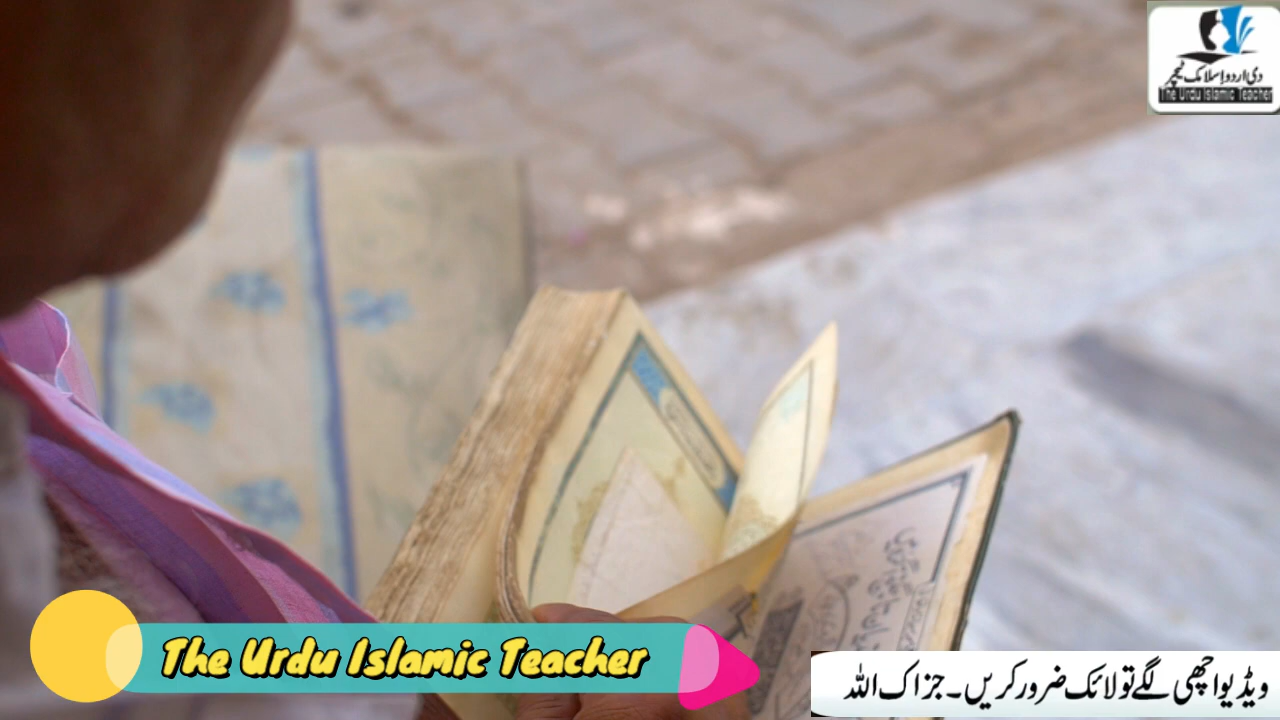 دی اردو اسلامک ٹیچر
The Urdu Islamic Teacher
The Urdu Islamic Teacher
ویڈیو اچھی لگے تو لائک ضرور کریں۔ جزاک اللہ